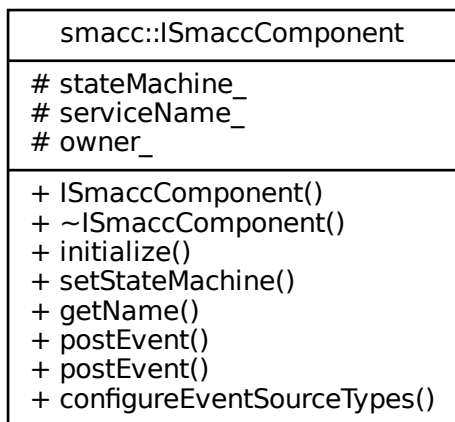 smacc::ISmaccComponent
# stateMachine_
# serviceName_
# owner_
+ ISmaccComponent()
+ ~ISmaccComponent()
+ initialize()
+ setStateMachine()
+ getName()
+ postEvent()
+ postEvent()
+ configureEventSourceTypes()